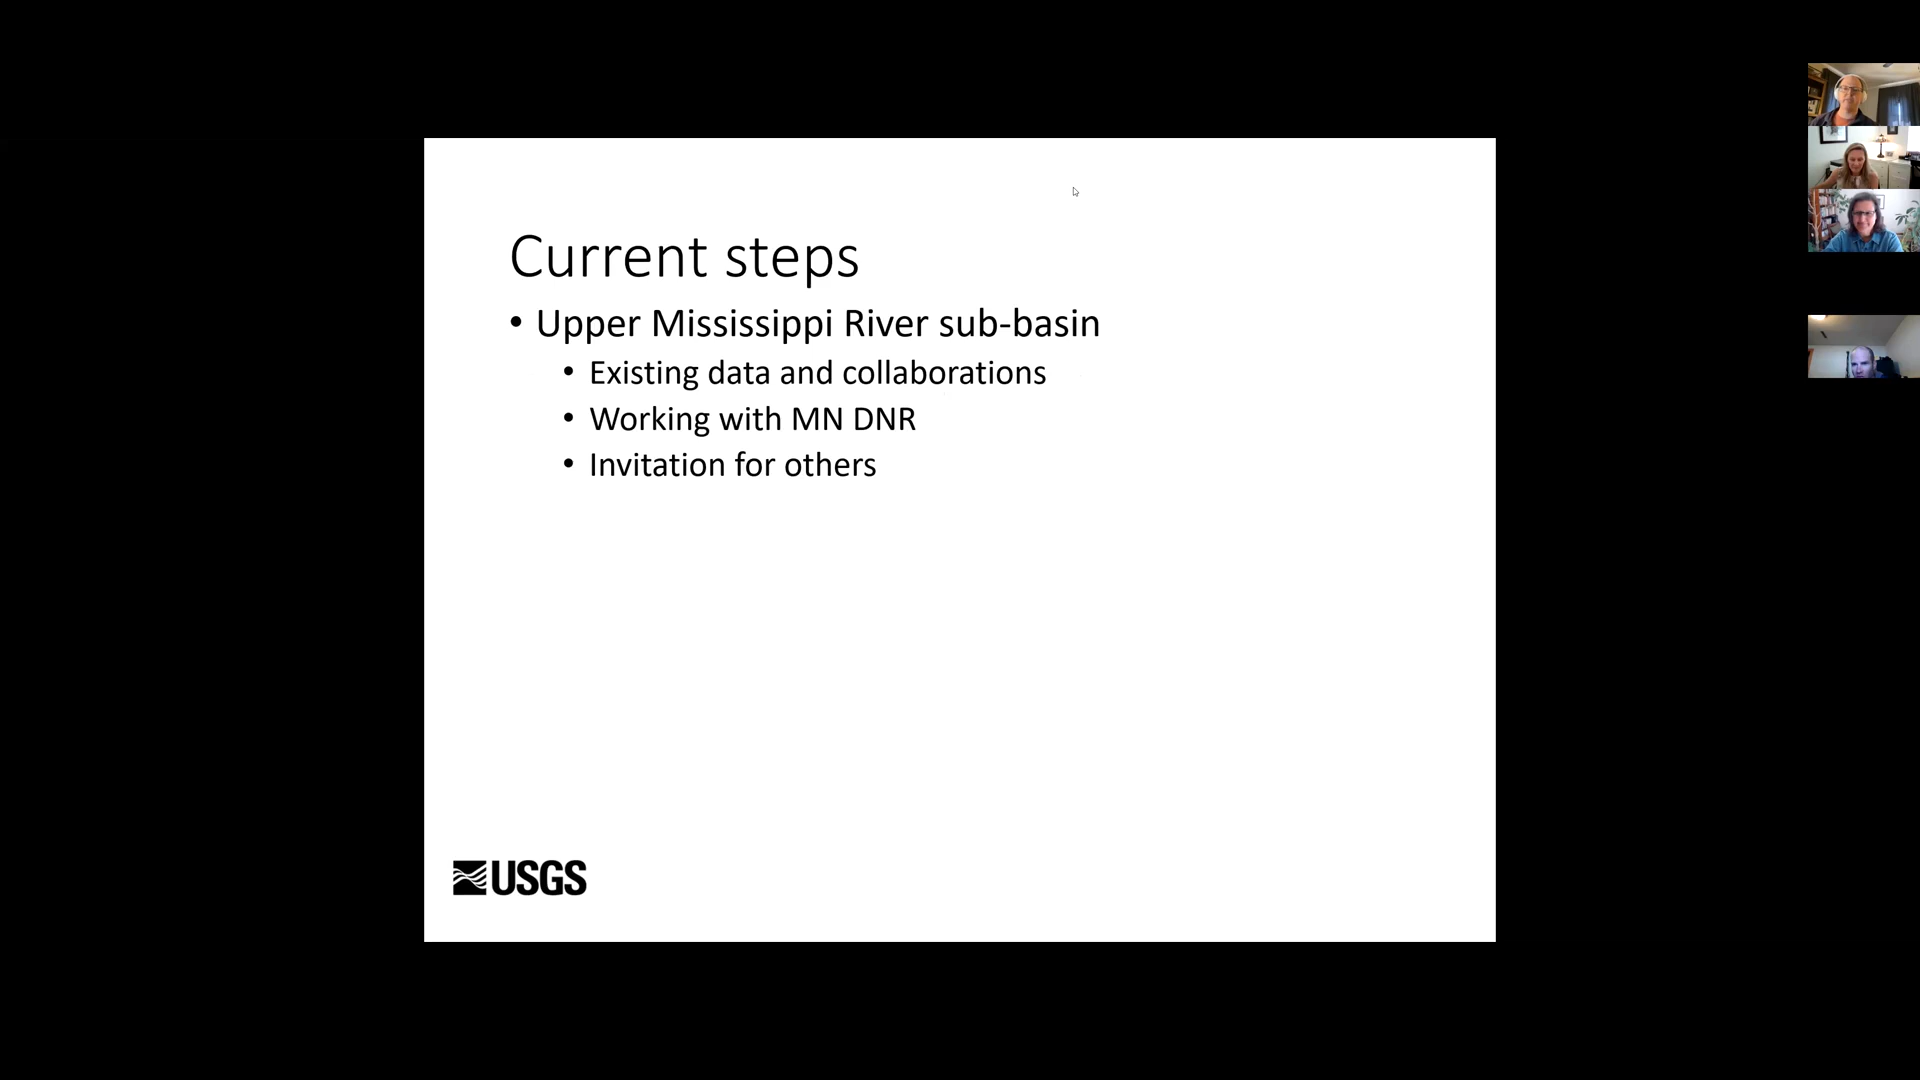 Current steps
• Upper Mississippi River sub-basin
• Existing data and collaborations
• Working with MN DNR
• Invitation for others
USGS